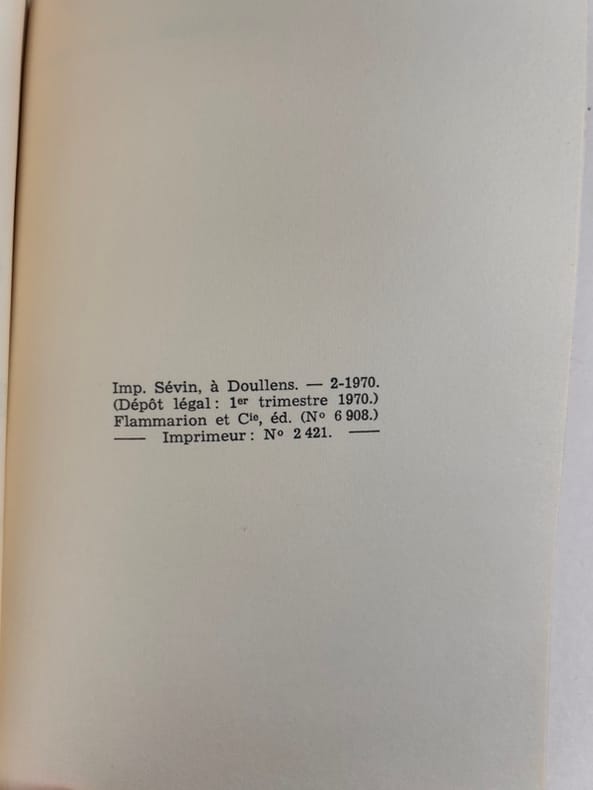 Imp. Sévin, à Doullens. — 2-1970.
(Dépôt légal : 1er trimestre 1970.)
Flammarion et Cie, éd. (No 6 908.)
—— Imprimeur : No 2 421. ——